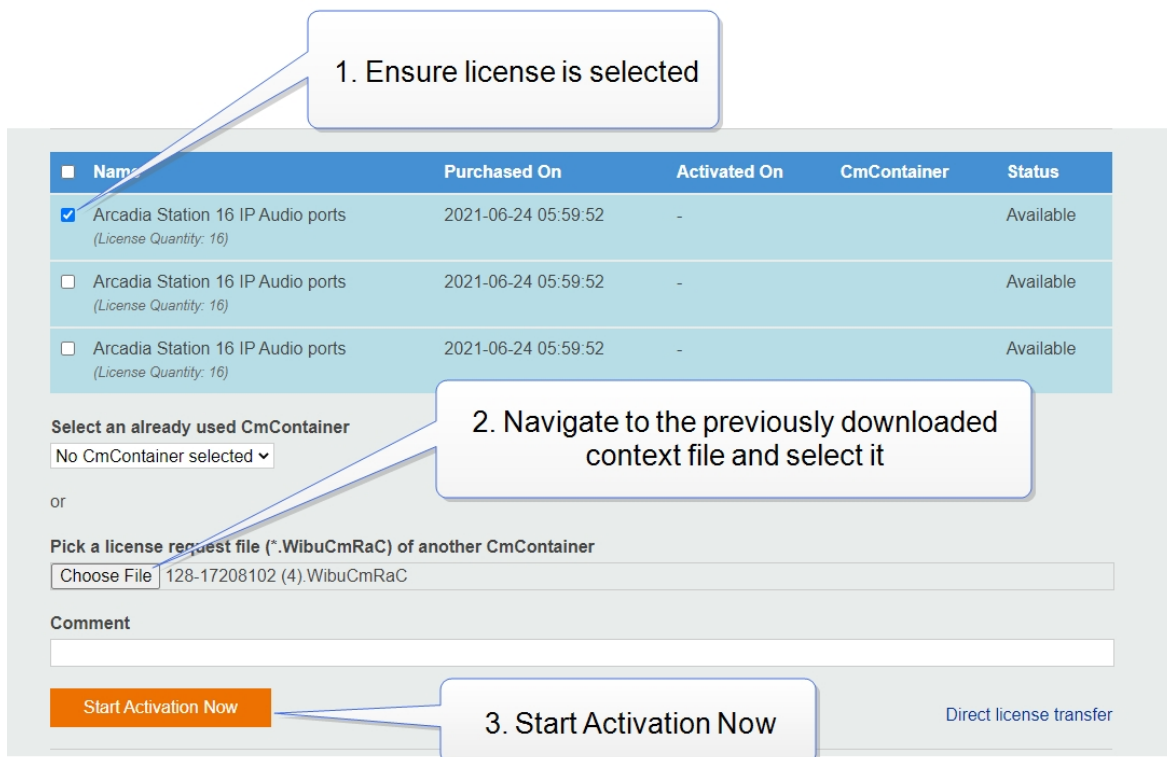 1. Ensure license is selected
Name Purchased On Activated On CmContainer Status
Arcadia Station 16 IP Audio ports 2021-06-24 05:59:52 - Available
(License Quantity: 16)
Arcadia Station 16 IP Audio ports 2021-06-24 05:59:52 - Available
(License Quantity: 16)
Arcadia Station 16 IP Audio ports 2021-06-24 05:59:52 - Available
(License Quantity: 16)
2. Navigate to the previously downloaded
context file and select it
Select an already used CmContainer
No CmContainer selected
or
Pick a license request file (*.WibuCmRaC) of another CmContainer
Choose File 128-17208102 (4).WibuCmRaC
Comment
Start Activation Now
3. Start Activation Now
Direct license transfer